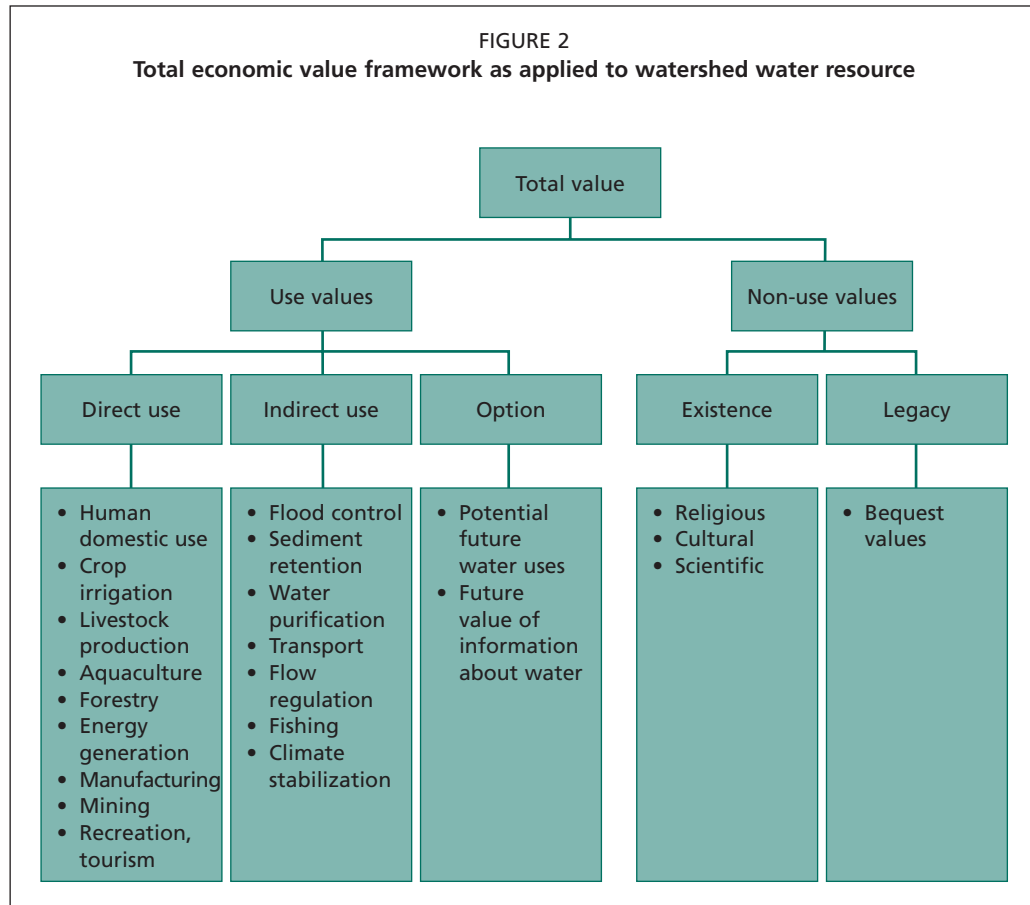 FIGURE 2
Total economic value framework as applied to watershed water resource
Total value
Use values
Non-use values
Direct use
Indirect use
Option
Existence
Legacy
• Human
domestic use
• Crop
irrigation
• Livestock
production
• Aquaculture
• Forestry
• Energy
generation
• Manufacturing
• Mining
• Recreation,
tourism
• Flood control
• Sediment
retention
• Water
purification
• Transport
• Flow
regulation
• Fishing
• Climate
stabilization
• Potential
future
water uses
• Future
value of
information
about water
• Religious
• Cultural
• Scientific
• Bequest
values